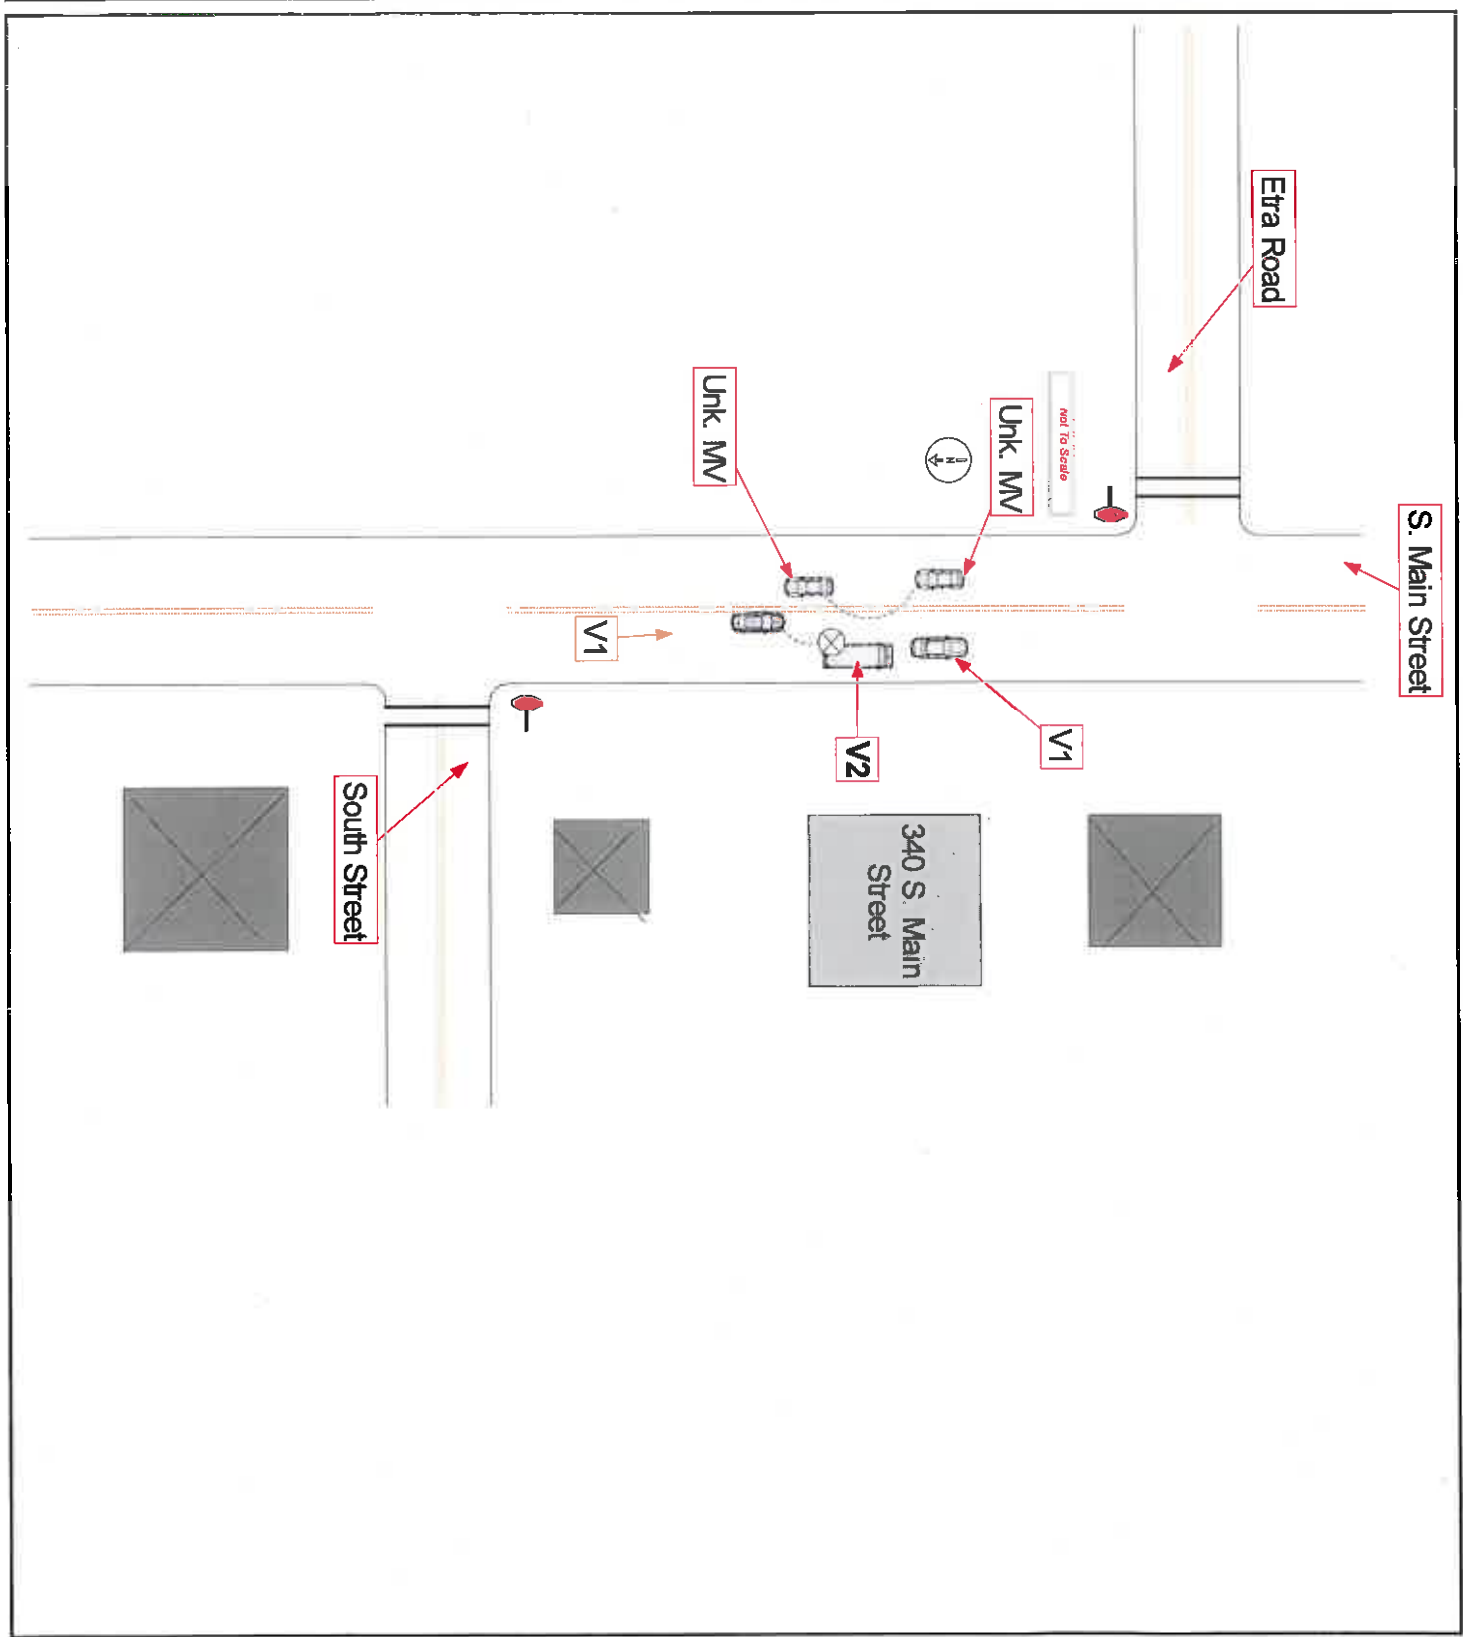 S. Main Street
Etra Road
Not To Scale
Unk. MV
N
Unk. MV
V1
V1
V2
340 S. Main
Street
South Street